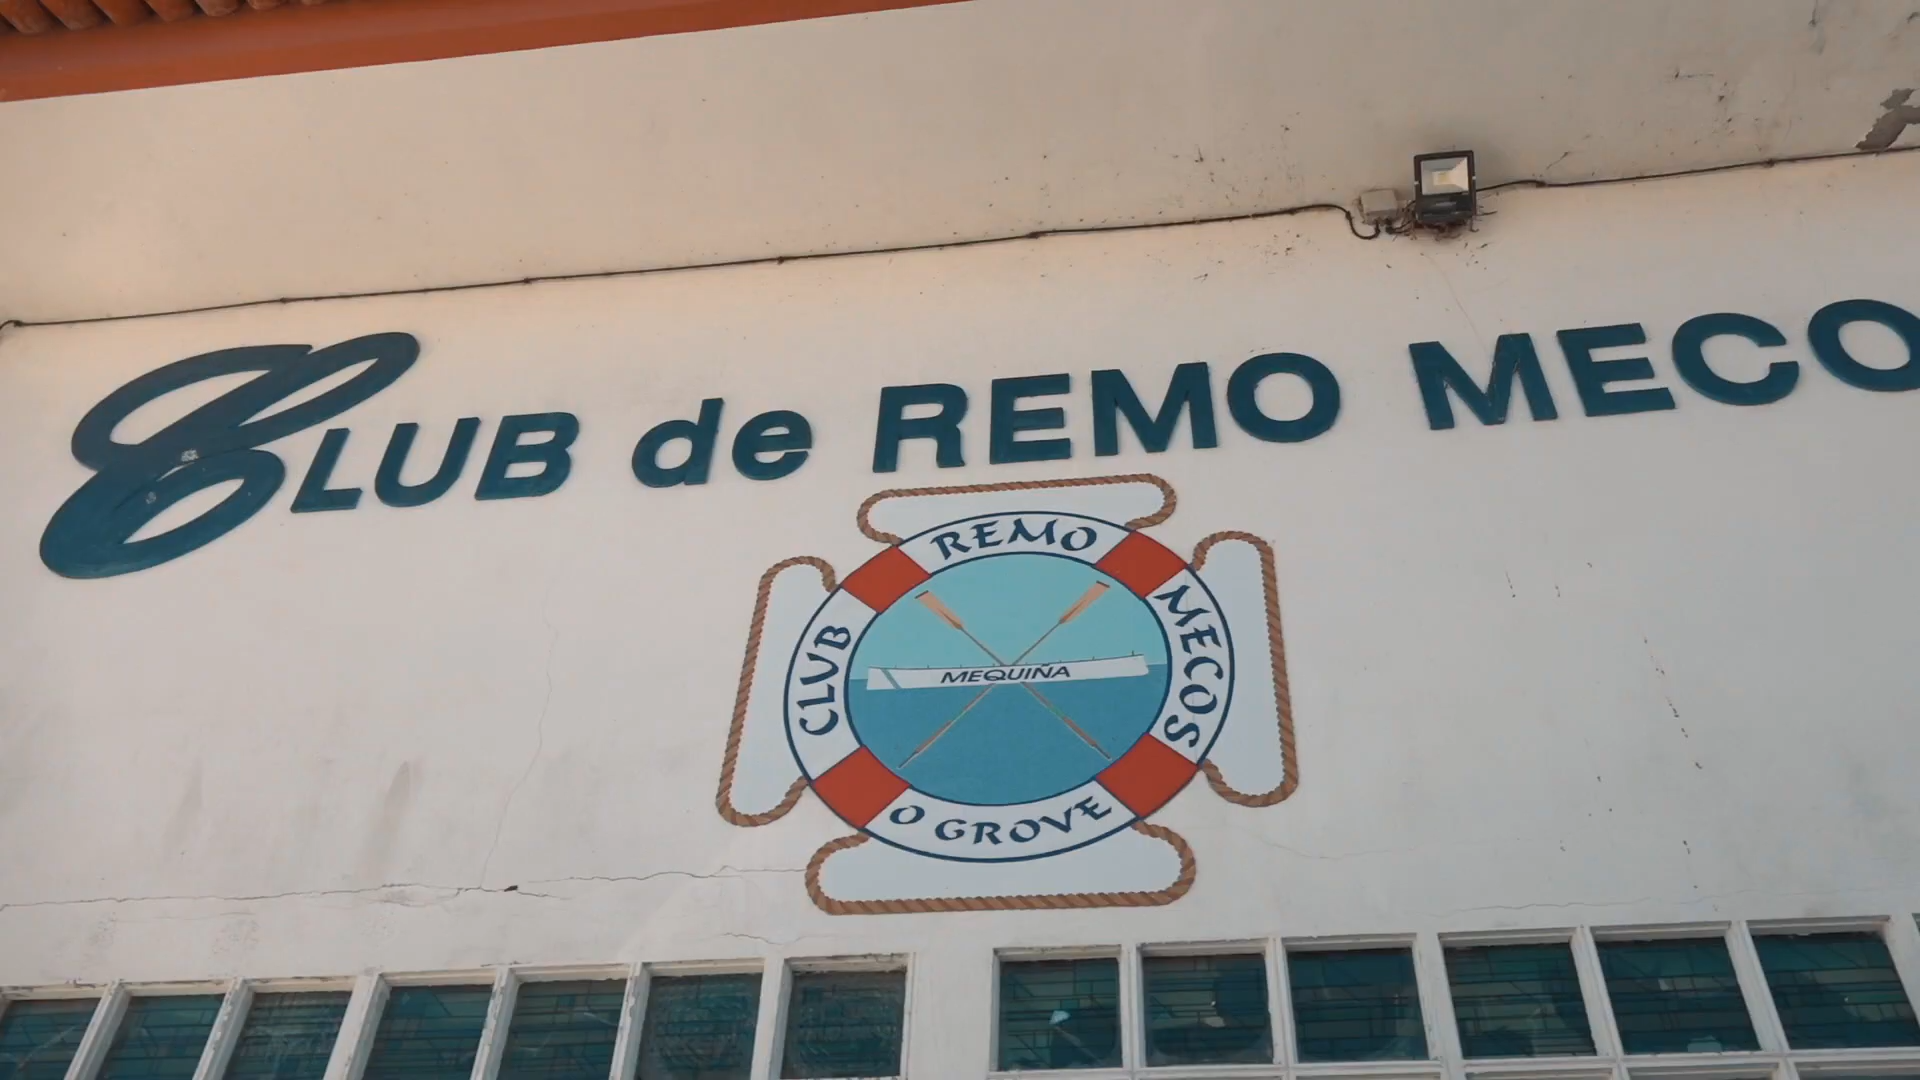 CLUB de REMO MECO
REMO
CLUB
MECOS
MEQUIÑA
O GROVE